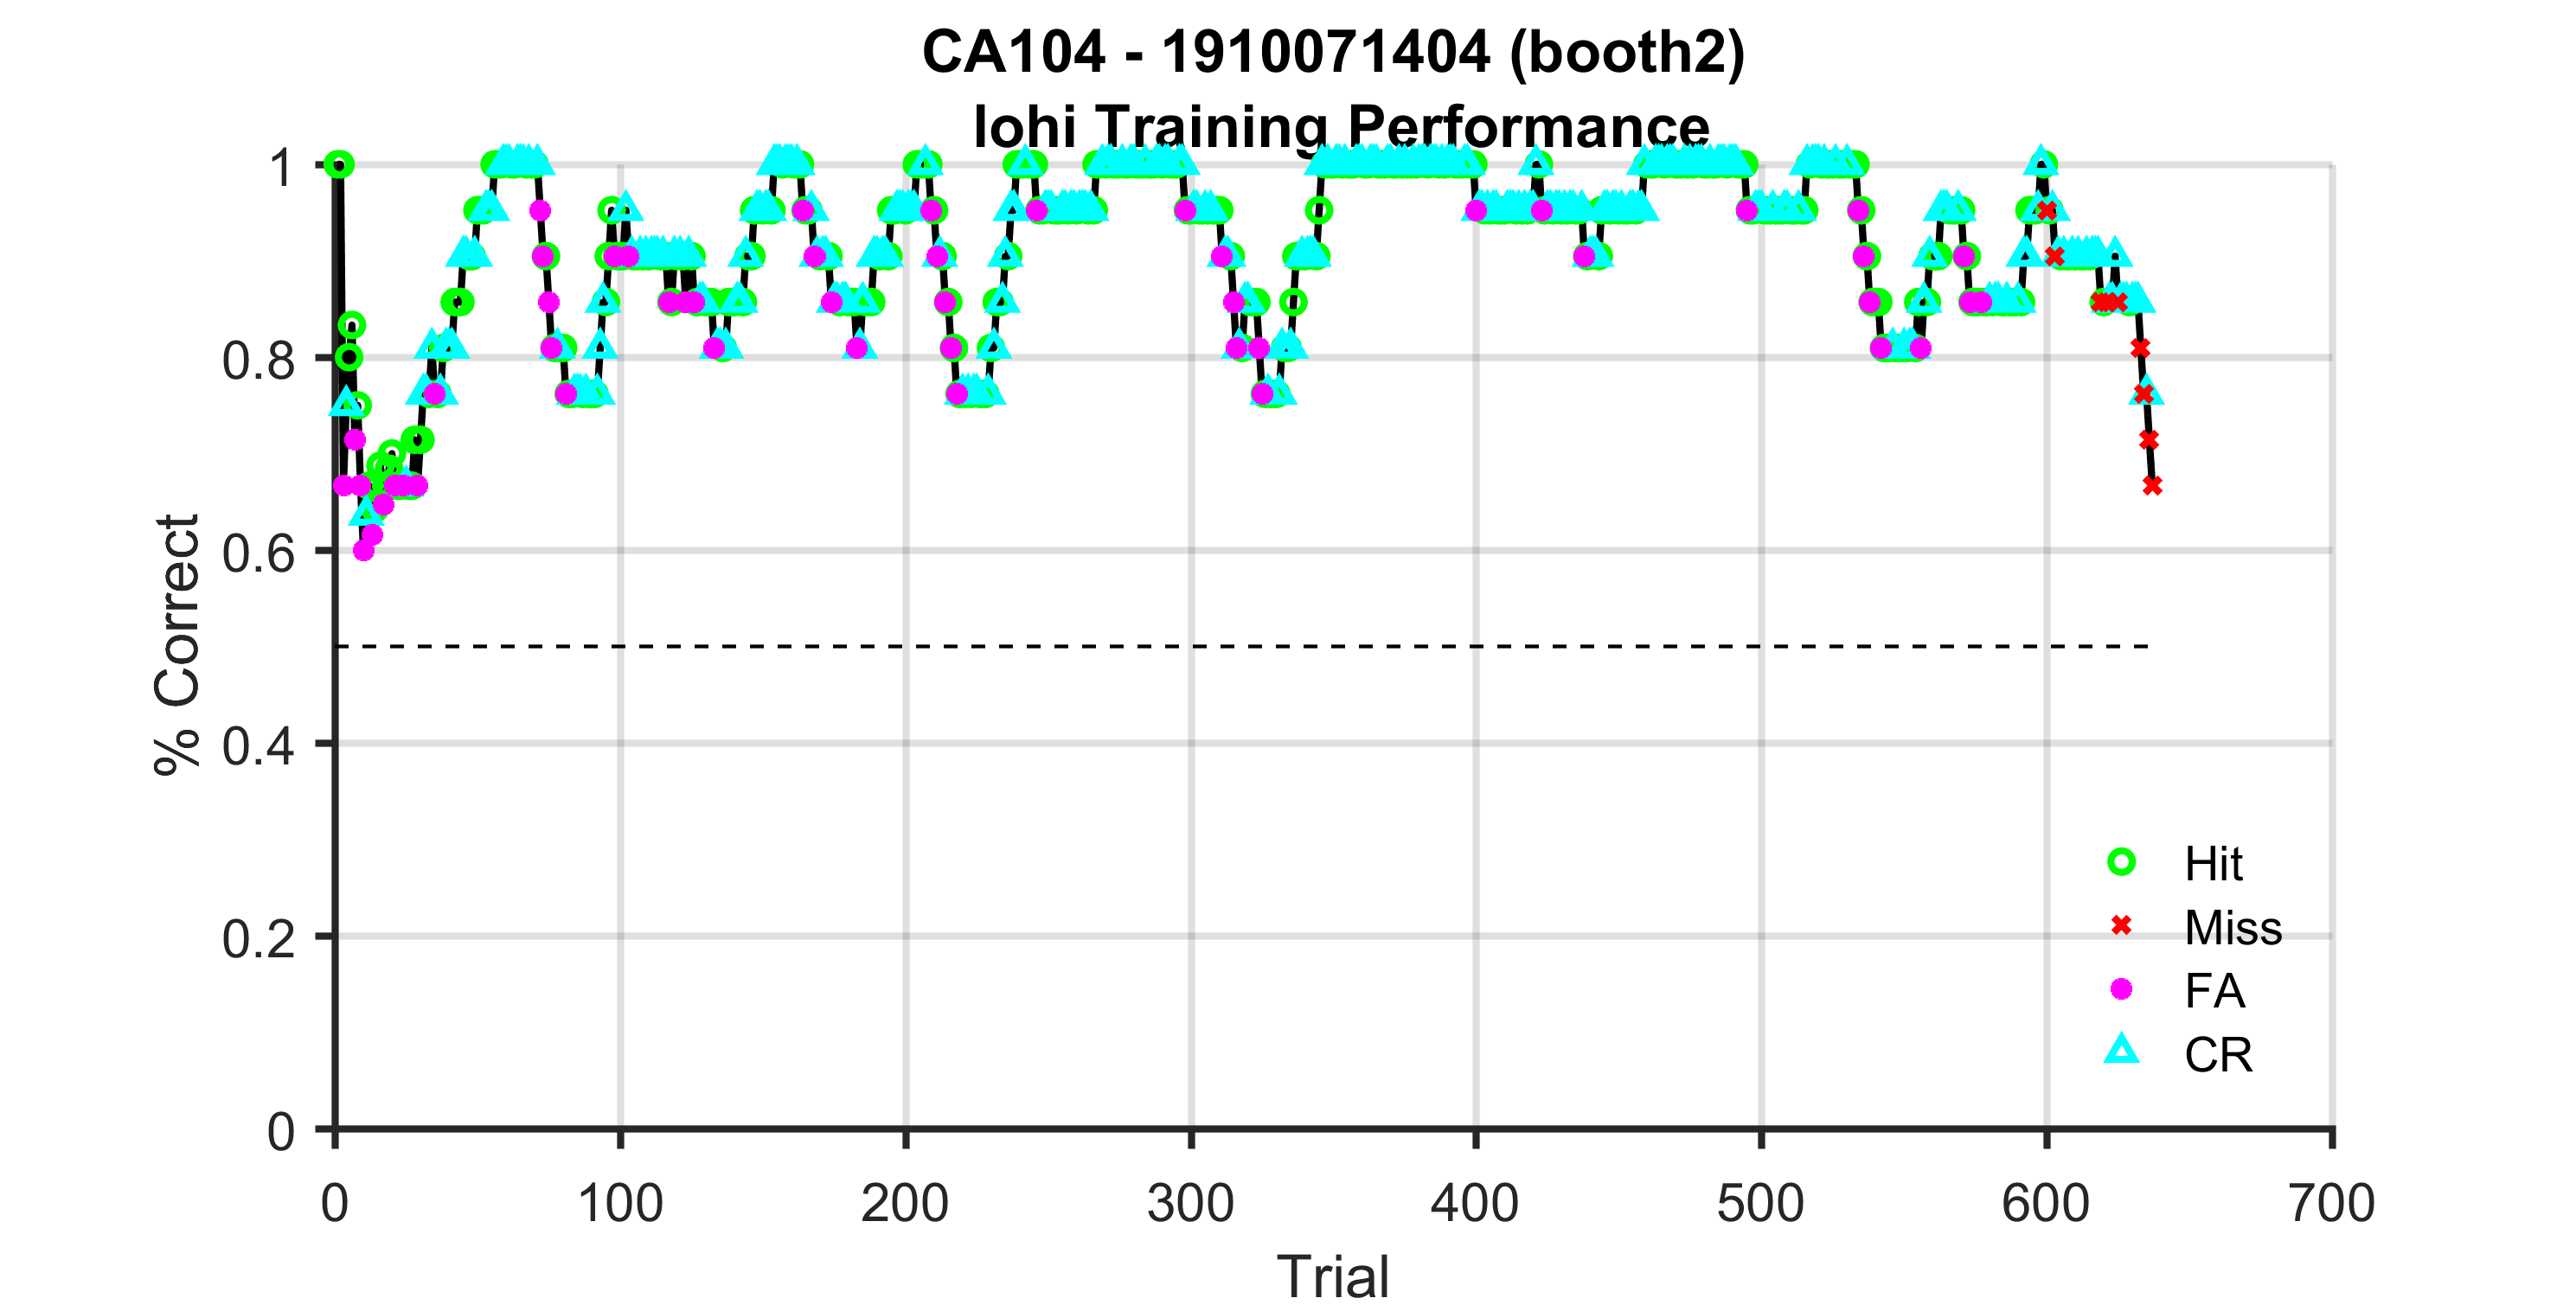 CA104 - 1910071404 (booth2)
lohi Training Performance
% Correct
1
0.8
0.6
0.4
0.2
0
0 100 200 300 400 500 600 700
Trial
Hit
Miss
FA
CR